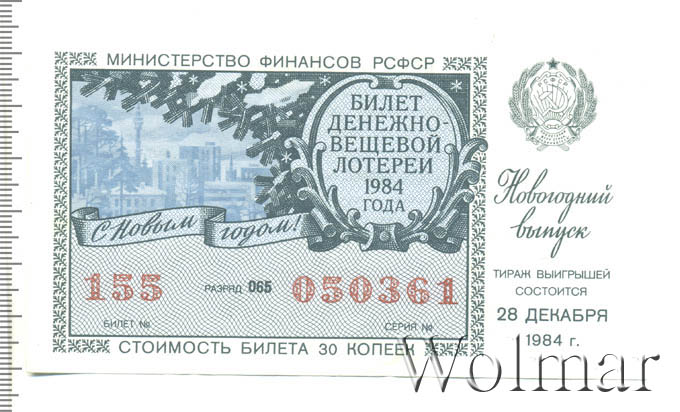 МИНИСТЕРСТВО ФИНАНСОВ РСФСР
БИЛЕТ
ДЕНЕЖНО-
ВЕЩЕВОЙ
ЛОТЕРЕИ
1984
ГОДА
С Новым годом!
155 РАЗРЯД 065 050361
БИЛЕТ № СЕРИЯ №
СТОИМОСТЬ БИЛЕТА 30 КОПЕЕК
Новогодний
выпуск
ТИРАЖ ВЫИГРЫШЕЙ
СОСТОИТСЯ
28 ДЕКАБРЯ
1984 г.
Wolmar